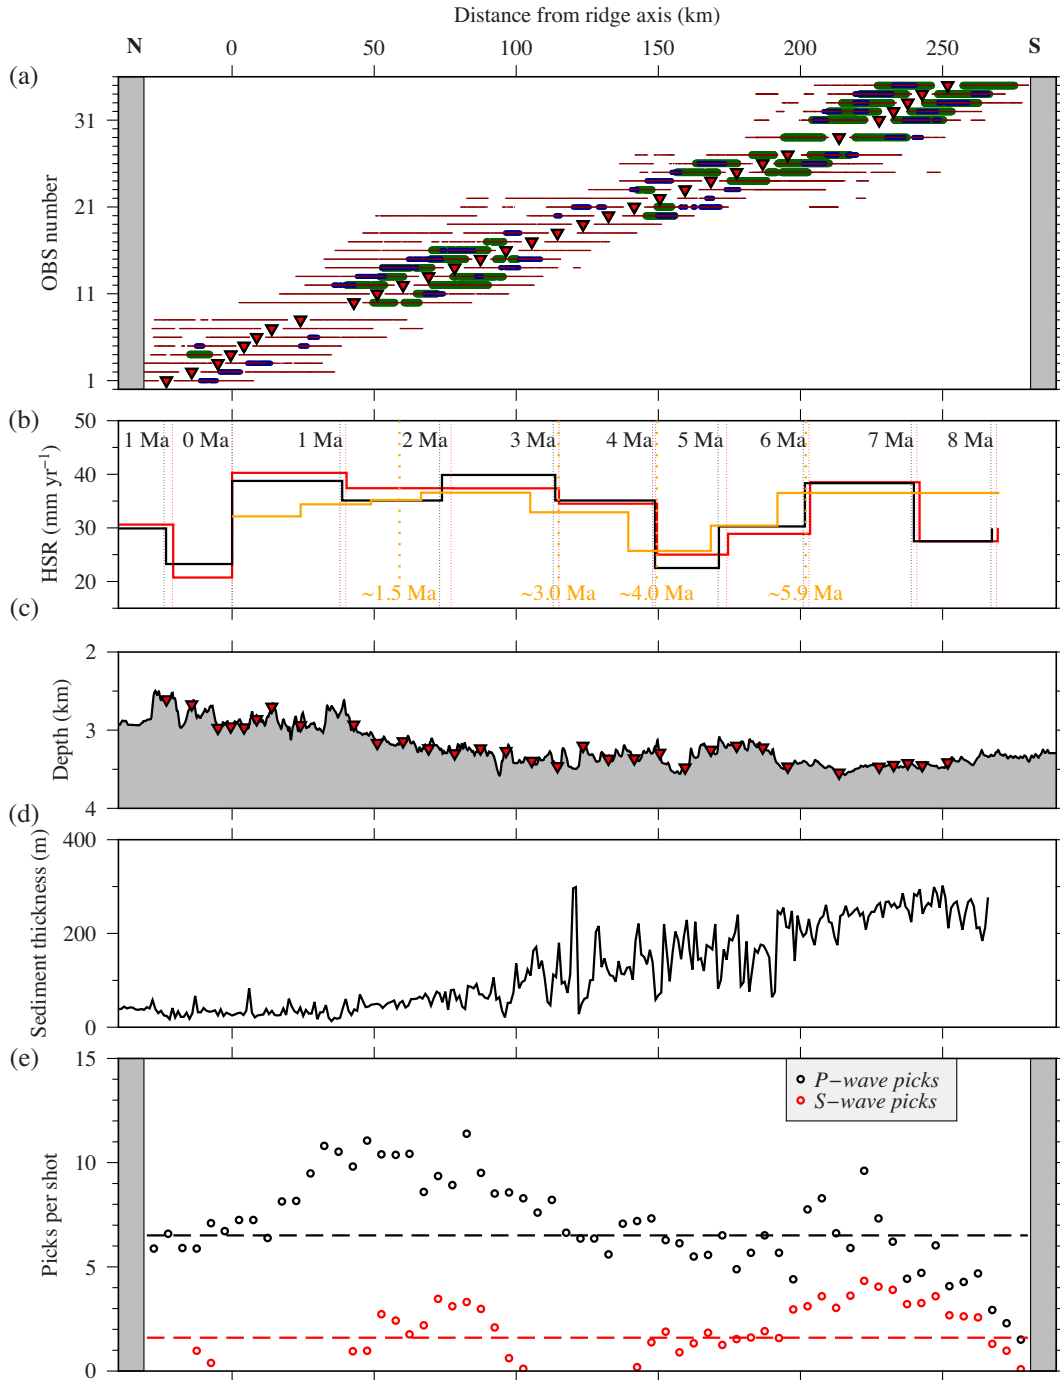 Distance from ridge axis (km)
N 0 50 100 150 200 250 S
(a)
OBS number
31
21
11
1
(b)
HSR (mm yr−1)
50
40
30
20
1 Ma 0 Ma 1 Ma 2 Ma 3 Ma 4 Ma 5 Ma 6 Ma 7 Ma 8 Ma
~1.5 Ma ~3.0 Ma ~4.0 Ma ~5.9 Ma
(c)
Depth (km)
2
3
4
(d)
Sediment thickness (m)
400
200
0
(e)
Picks per shot
15
10
5
0
P−wave picks
S−wave picks